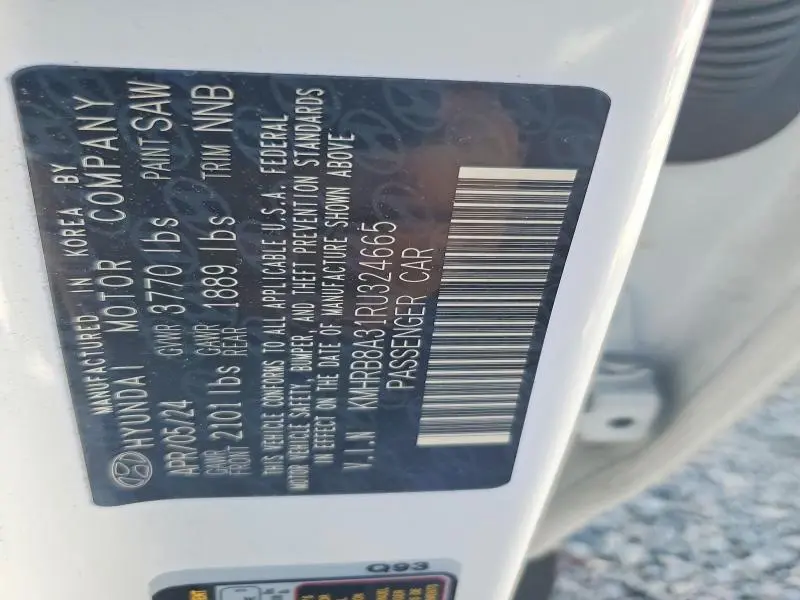 MANUFACTURED IN KOREA BY
HYUNDAI MOTOR COMPANY
APR/05/24 GVWR 3770 lbs PAINT SAW
GAWR FRONT 2101 lbs GAWR REAR 1889 lbs TRIM NNB
THIS VEHICLE CONFORMS TO ALL APPLICABLE U.S.A. FEDERAL
MOTOR VEHICLE SAFETY, BUMPER, AND THEFT PREVENTION STANDARDS
IN EFFECT ON THE DATE OF MANUFACTURE SHOWN ABOVE
V.I.N KMHRB8A31RU324665
PASSENGER CAR
Q93